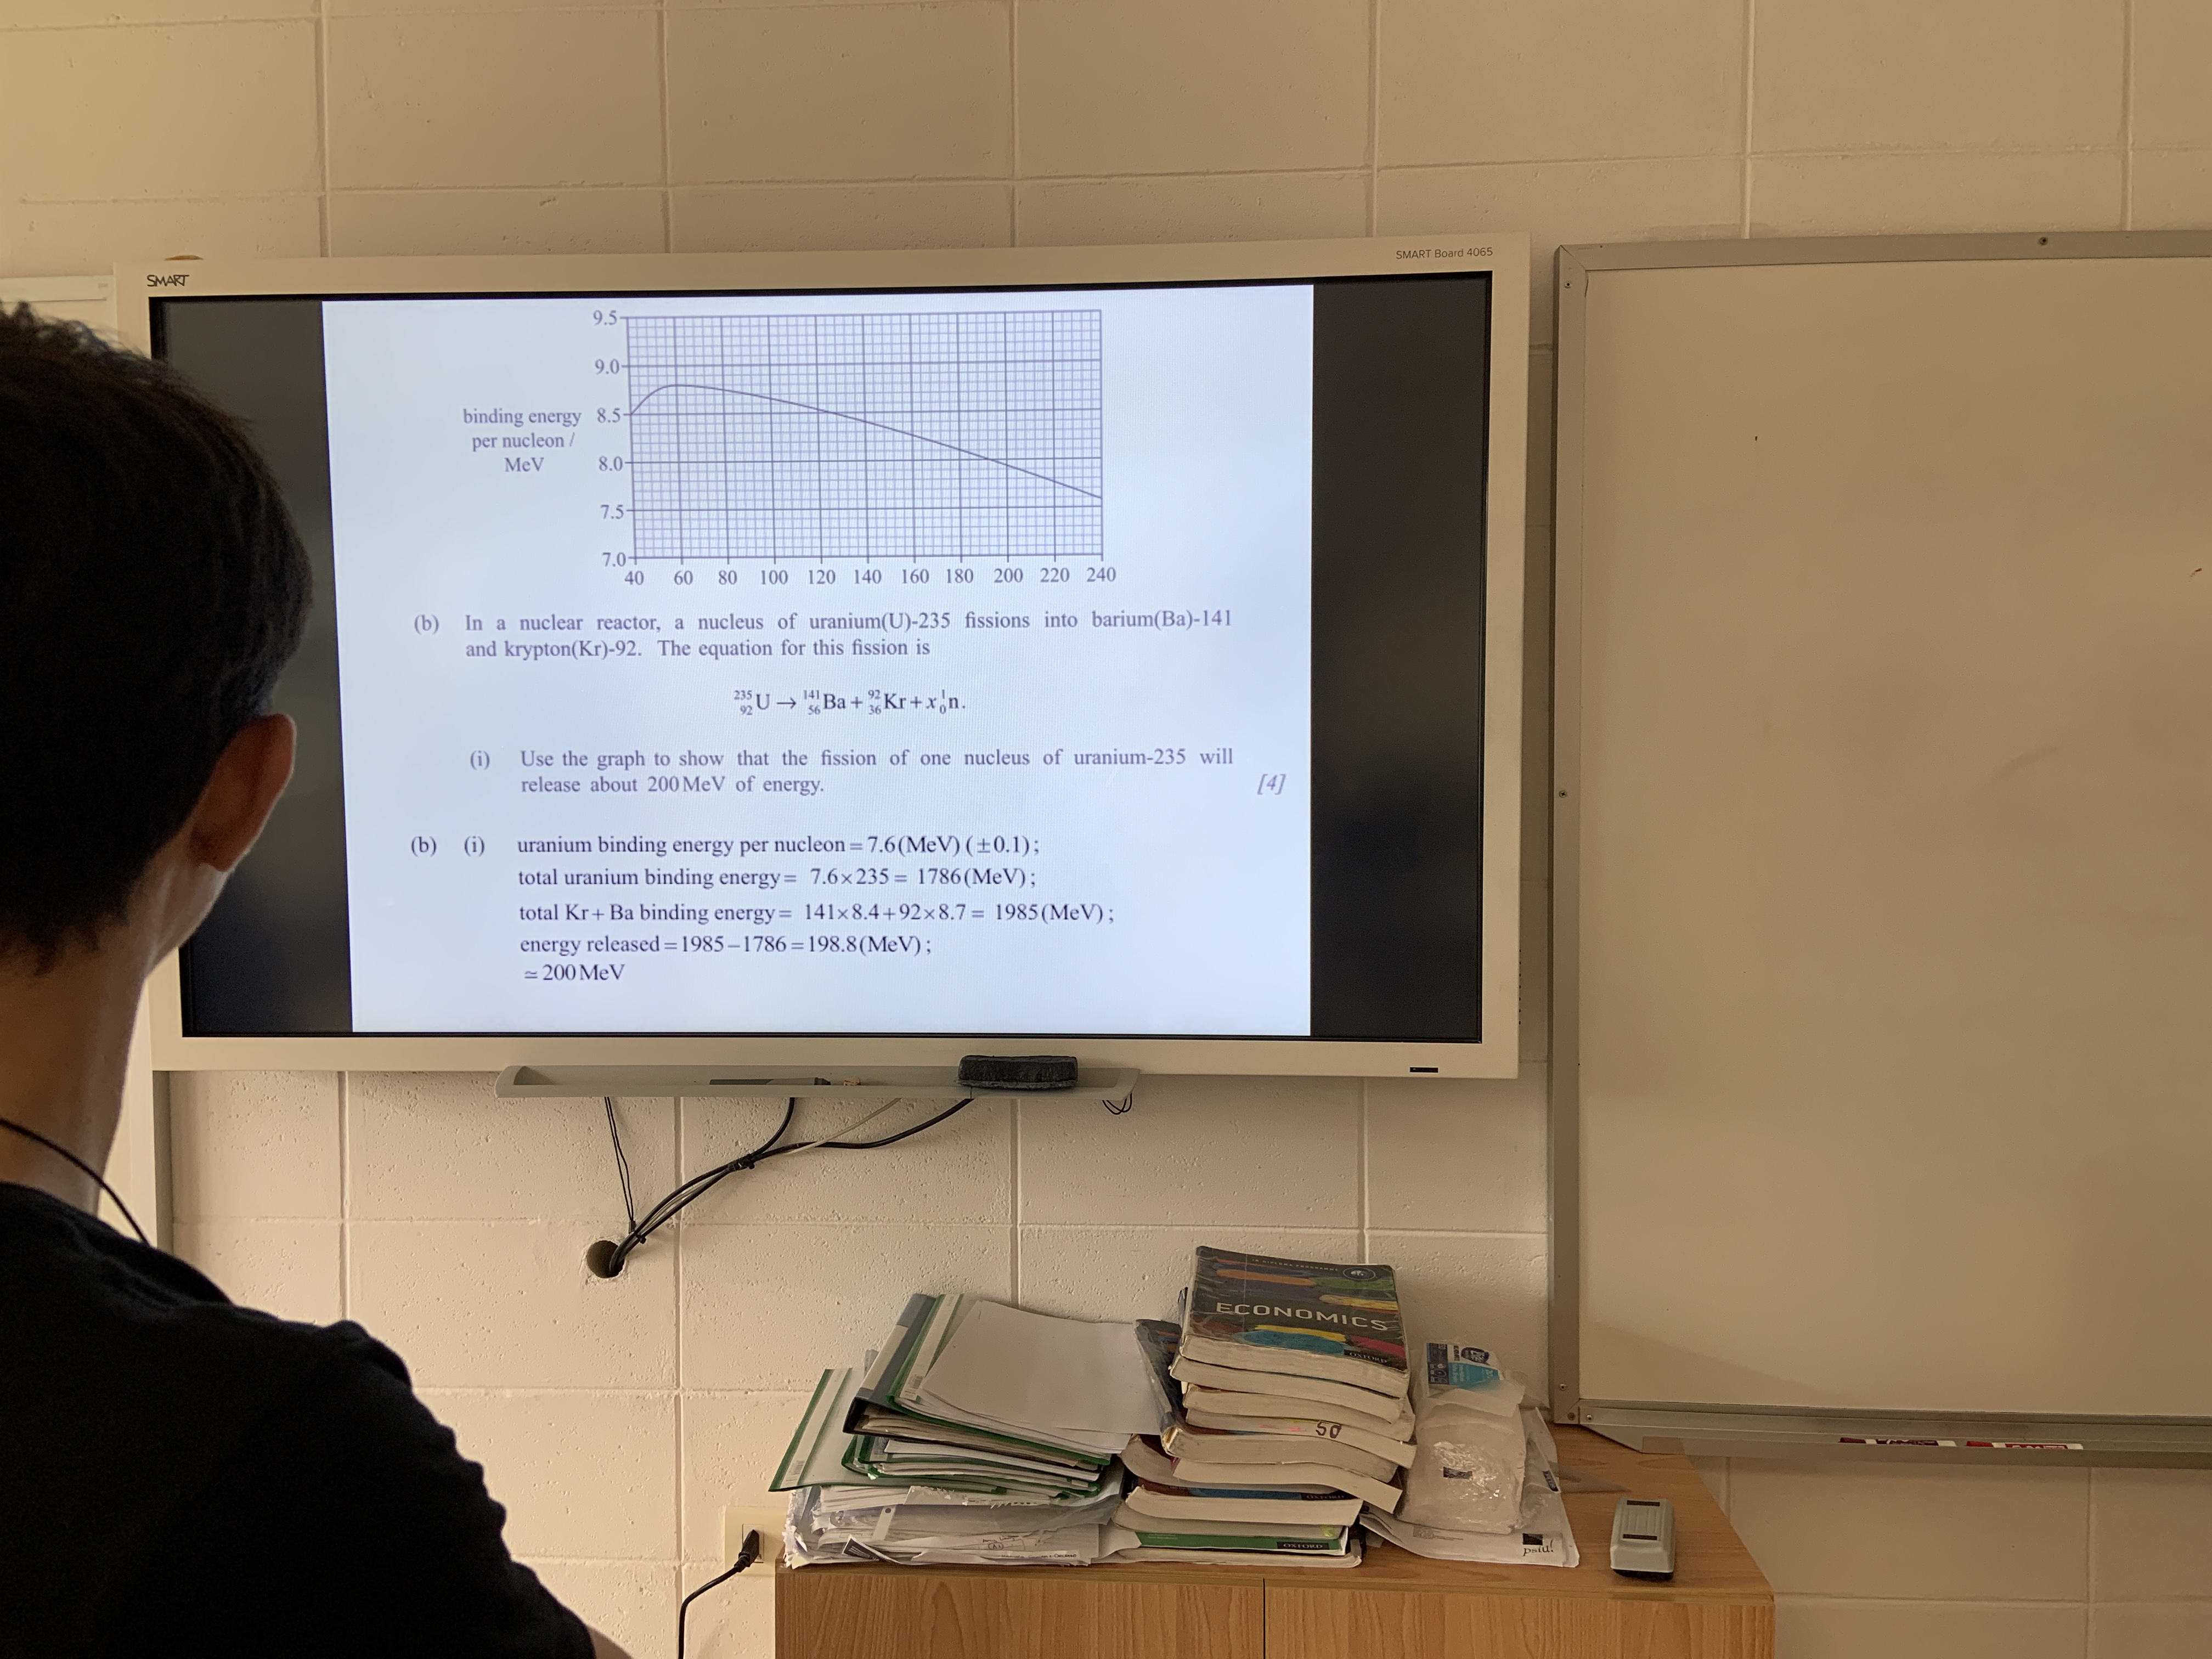 SMART
SMART Board 4065
9.5
9.0
binding energy 8.5
per nucleon /
MeV 8.0
7.5
7.0
40 60 80 100 120 140 160 180 200 220 240
(b) In a nuclear reactor, a nucleus of uranium(U)-235 fissions into barium(Ba)-141
and krypton(Kr)-92. The equation for this fission is
²³⁵₉₂U → ¹⁴¹₅₆Ba + ⁹²₃₆Kr + x¹₀n.
(i) Use the graph to show that the fission of one nucleus of uranium-235 will
release about 200 MeV of energy. [4]
(b) (i) uranium binding energy per nucleon = 7.6(MeV) (±0.1);
total uranium binding energy = 7.6×235 = 1786(MeV);
total Kr + Ba binding energy = 141×8.4+92×8.7 = 1985(MeV);
energy released = 1985−1786 = 198.8(MeV);
≃ 200 MeV
ECONOMICS
OXFORD
50
OXFORD
OXFORD
psim!